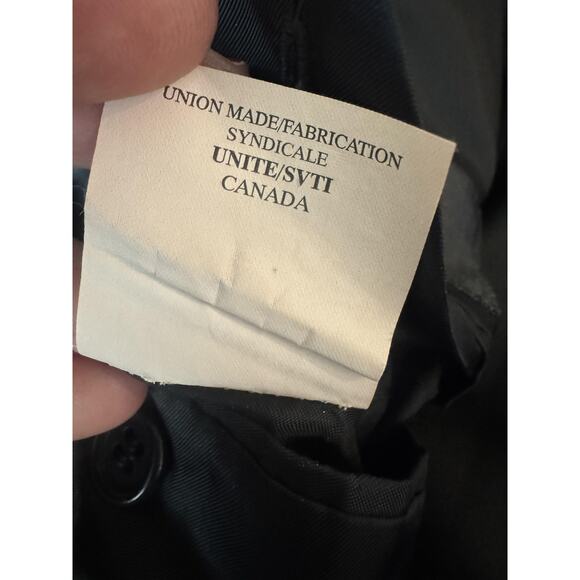 UNION MADE/FABRICATION
SYNDICALE
UNITE/SVTI
CANADA